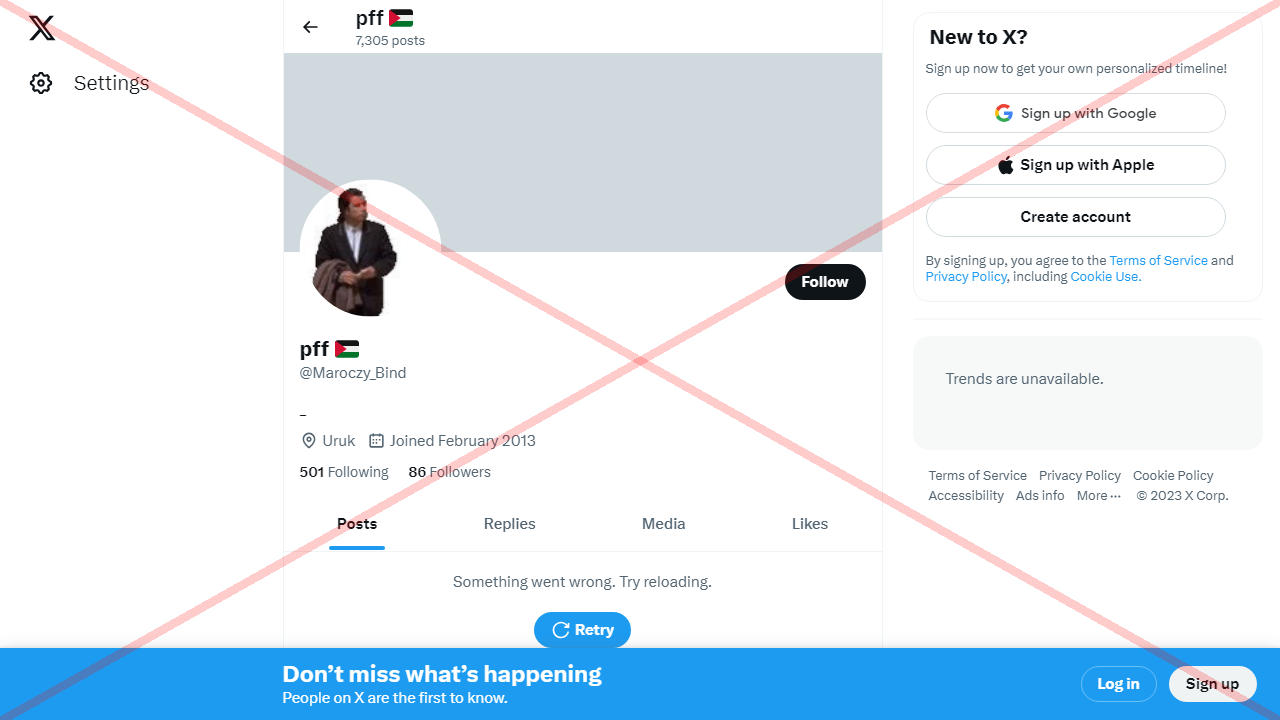 Settings
pff 🇵🇸
7,305 posts
Follow
pff 🇵🇸
@Maroczy_Bind
_
Uruk Joined February 2013
501 Following 86 Followers
Posts Replies Media Likes
Something went wrong. Try reloading.
Retry
New to X?
Sign up now to get your own personalized timeline!
Sign up with Google
Sign up with Apple
Create account
By signing up, you agree to the Terms of Service and
Privacy Policy, including Cookie Use.
Trends are unavailable.
Terms of Service Privacy Policy Cookie Policy
Accessibility Ads info More ··· © 2023 X Corp.
Don’t miss what’s happening
People on X are the first to know.
Log in Sign up